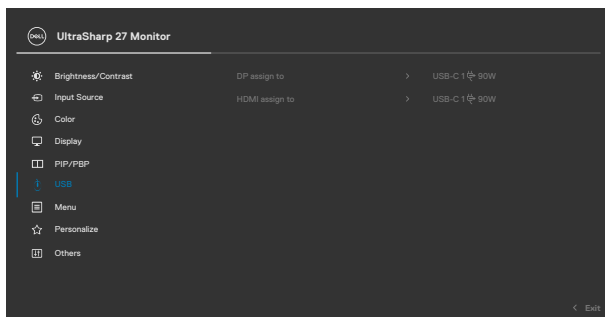 DELL UltraSharp 27 Monitor
Brightness/Contrast DP assign to > USB-C 1 90W
Input Source HDMI assign to > USB-C 1 90W
Color
Display
PIP/PBP
USB
Menu
Personalize
Others
< Exit